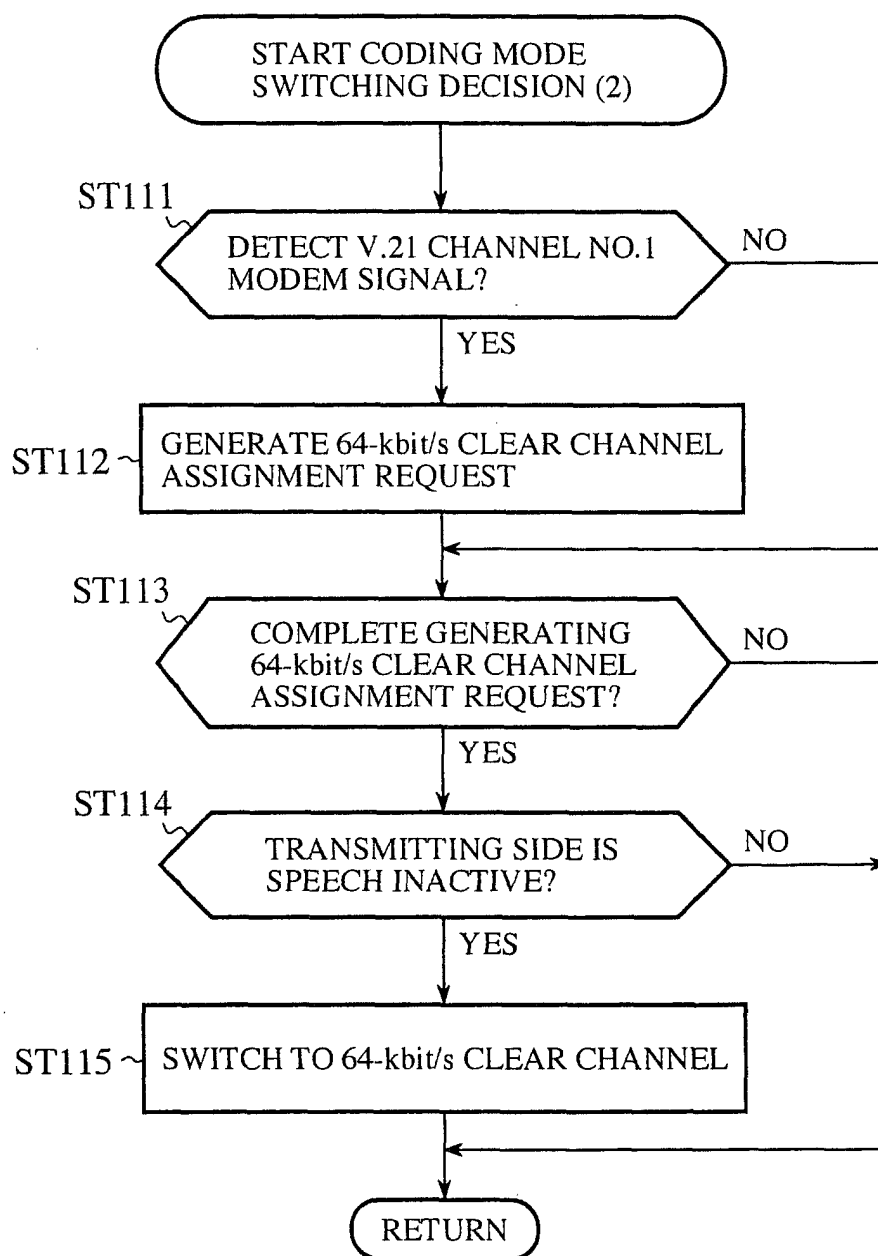 START CODING MODE
SWITCHING DECISION (2)
ST111
DETECT V.21 CHANNEL NO.1
MODEM SIGNAL?
NO
YES
ST112
GENERATE 64-kbit/s CLEAR CHANNEL
ASSIGNMENT REQUEST
ST113
COMPLETE GENERATING
64-kbit/s CLEAR CHANNEL
ASSIGNMENT REQUEST?
NO
YES
ST114
TRANSMITTING SIDE IS
SPEECH INACTIVE?
NO
YES
ST115
SWITCH TO 64-kbit/s CLEAR CHANNEL
RETURN